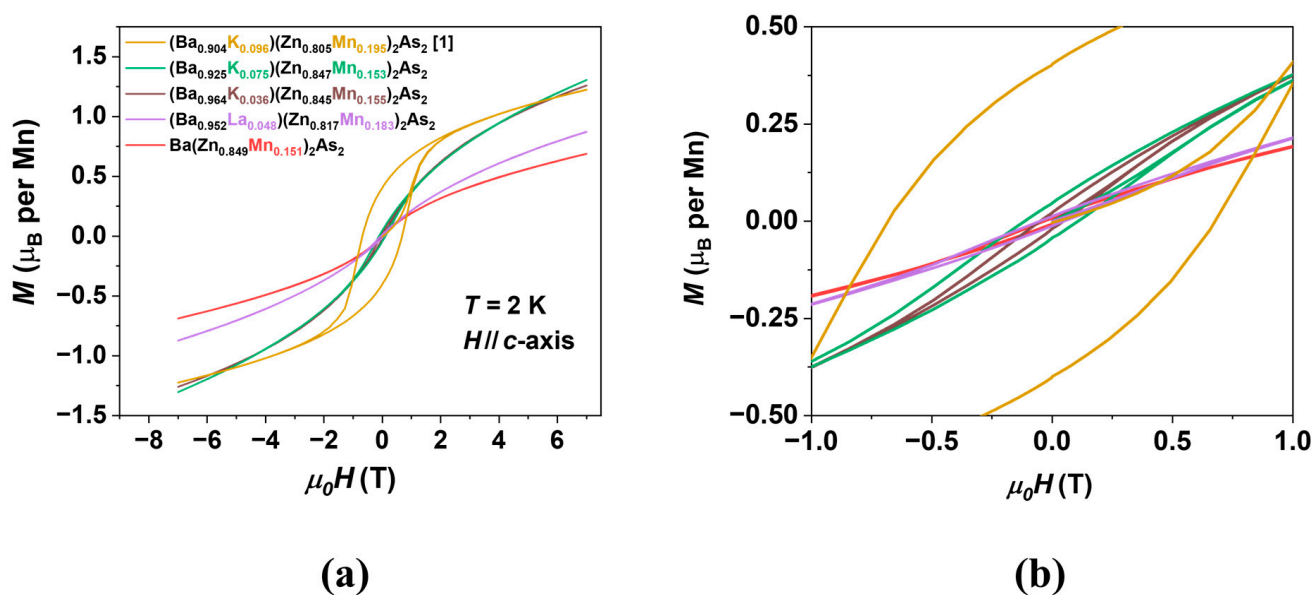 1.5
1.0
0.5
0.0
−0.5
−1.0
−1.5
M (μB per Mn)
(Ba0.904K0.096)(Zn0.805Mn0.195)2As2 [1]
(Ba0.925K0.075)(Zn0.847Mn0.153)2As2
(Ba0.964K0.036)(Zn0.845Mn0.155)2As2
(Ba0.952La0.048)(Zn0.817Mn0.183)2As2
Ba(Zn0.849Mn0.151)2As2
T = 2 K
H // c-axis
−8 −6 −4 −2 0 2 4 6
μ0H (T)
(a)
0.50
0.25
0.00
−0.25
−0.50
M (μB per Mn)
−1.0 −0.5 0.0 0.5 1.0
μ0H (T)
(b)